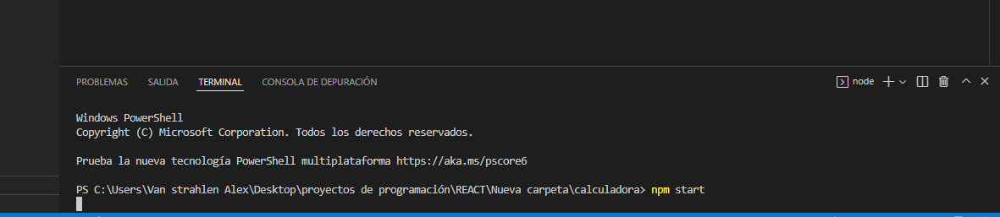 PROBLEMAS SALIDA TERMINAL CONSOLA DE DEPURACIÓN node
Windows PowerShell
Copyright (C) Microsoft Corporation. Todos los derechos reservados.
Prueba la nueva tecnología PowerShell multiplataforma https://aka.ms/pscore6
PS C:\Users\Van strahlen Alex\Desktop\proyectos de programación\REACT\Nueva carpeta\calculadora> npm start